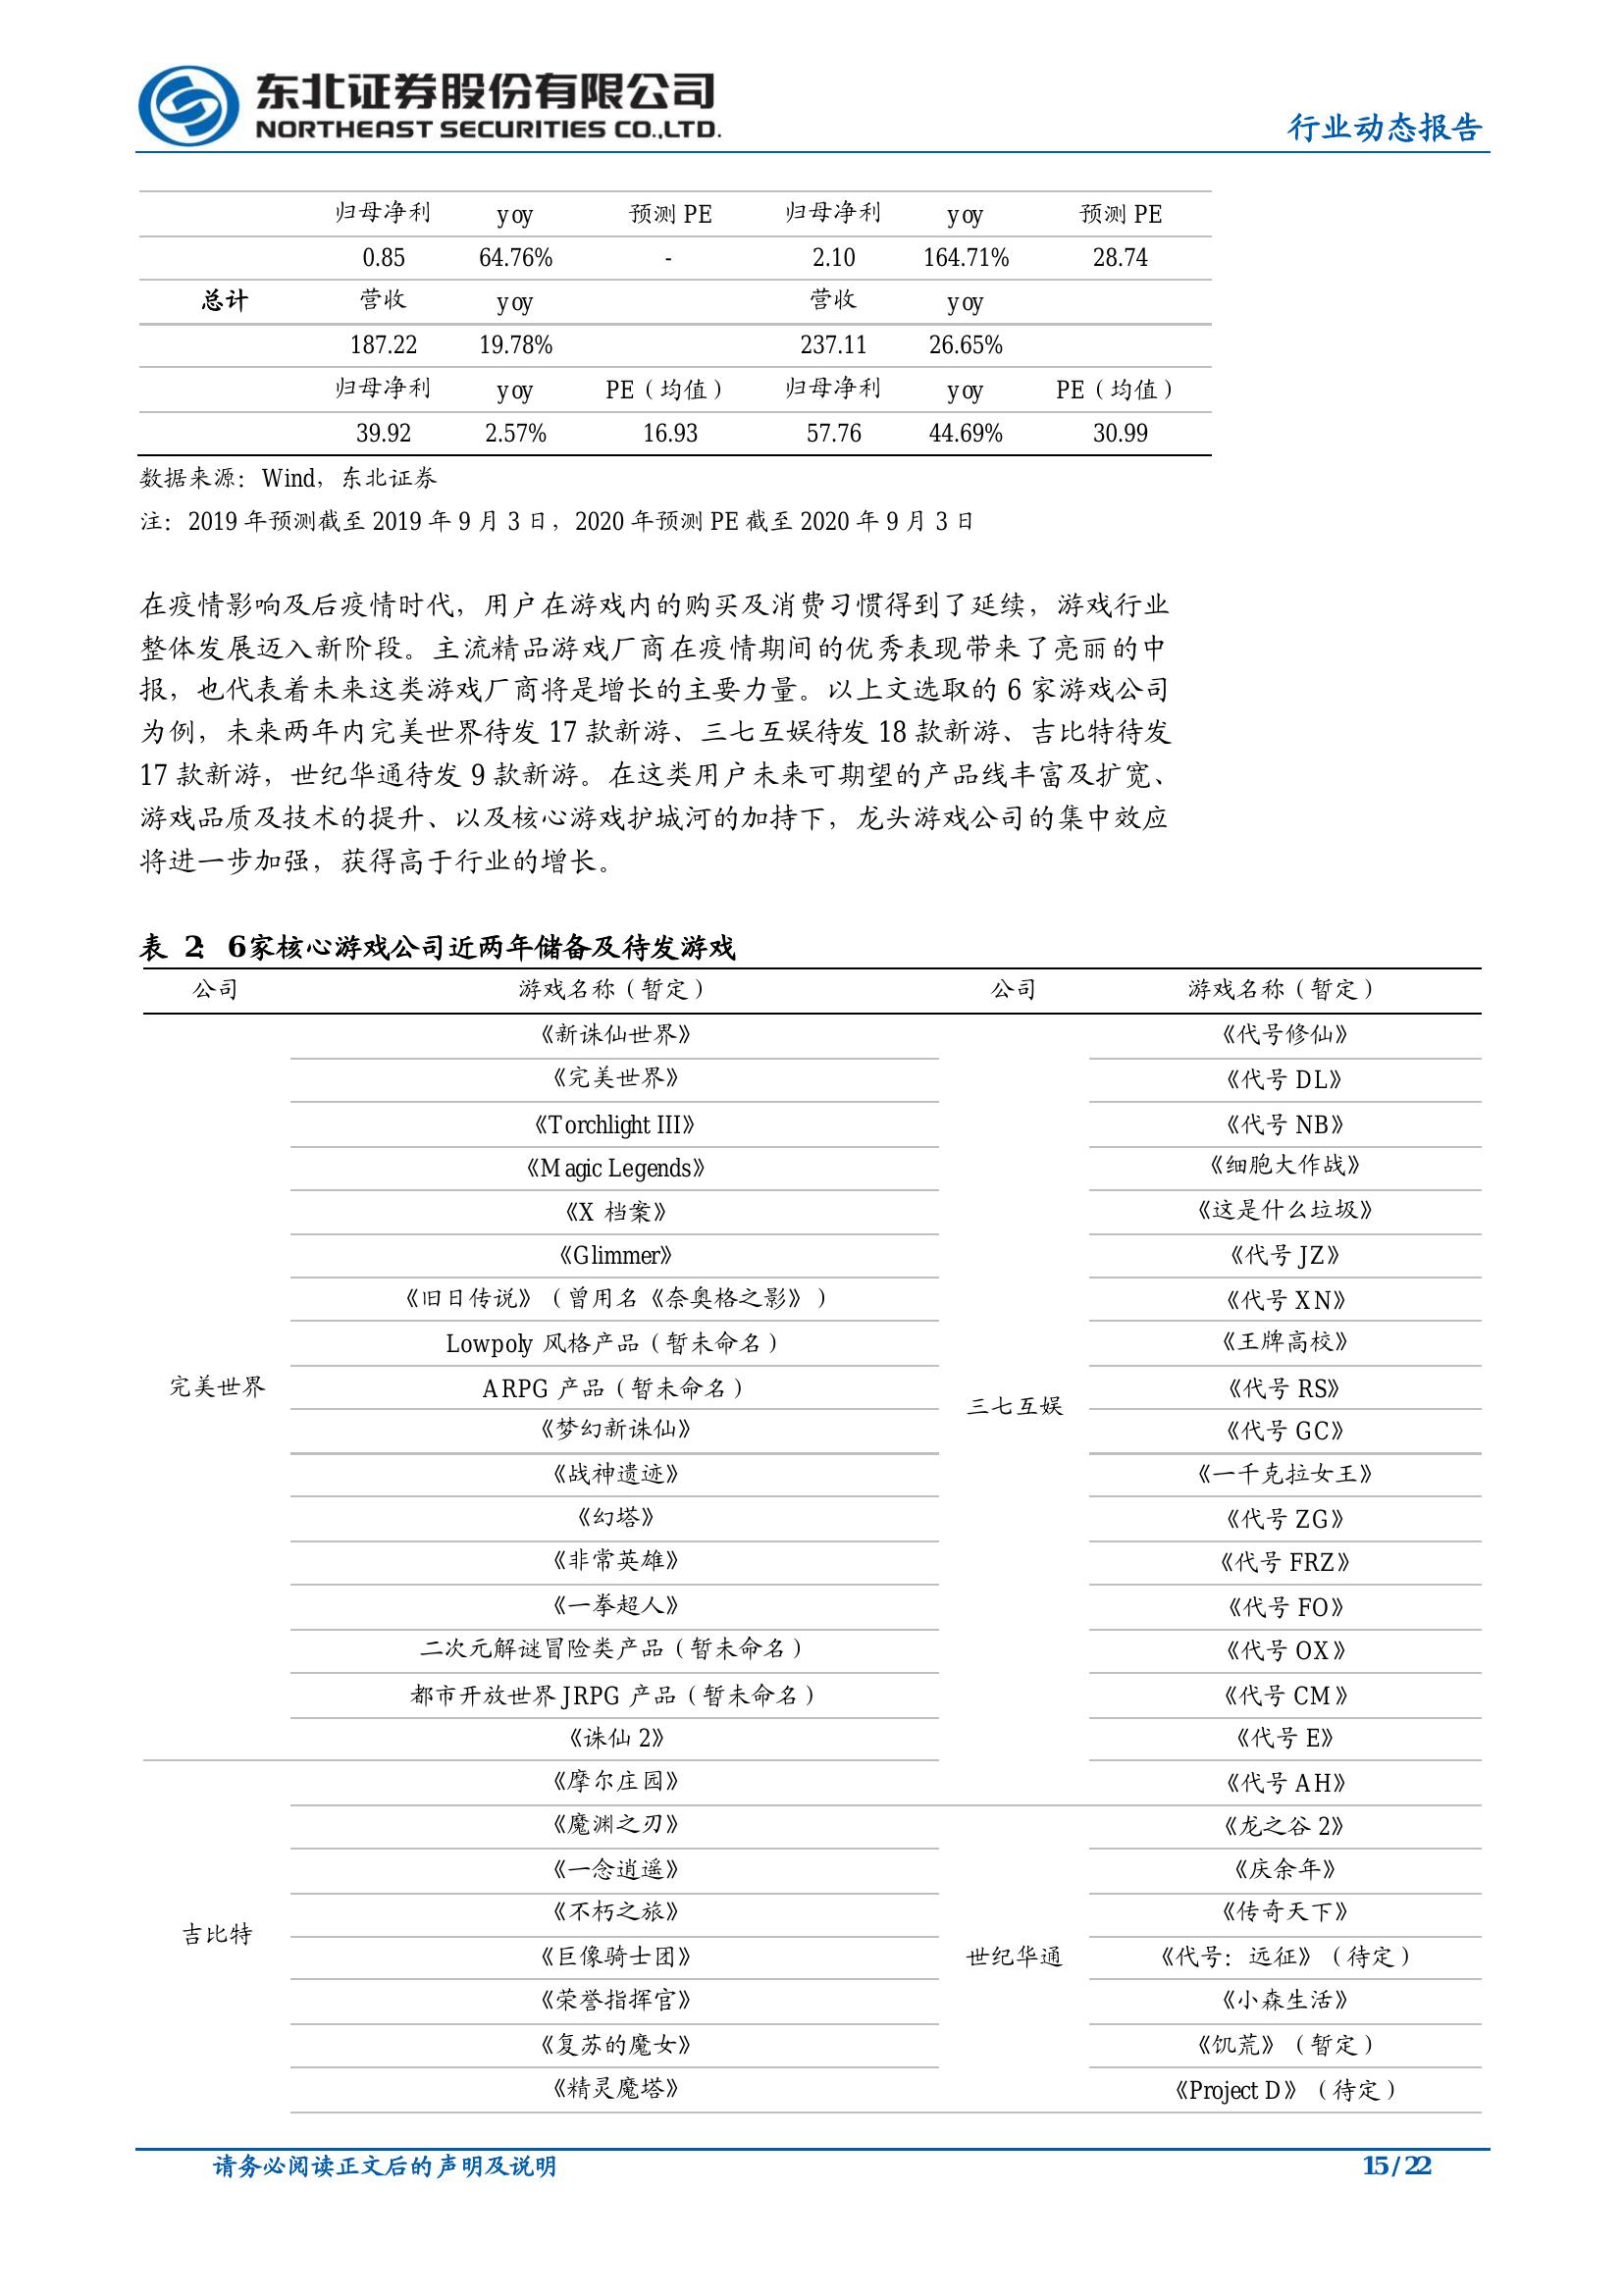 东北证券股份有限公司
NORTHEAST SECURITIES CO.,LTD.
行业动态报告
归母净利 yoy 预测 PE 归母净利 yoy 预测 PE
0.85 64.76% - 2.10 164.71% 28.74
总计 营收 yoy 营收 yoy
187.22 19.78% 237.11 26.65%
归母净利 yoy PE（均值） 归母净利 yoy PE（均值）
39.92 2.57% 16.93 57.76 44.69% 30.99
数据来源：Wind，东北证券
注：2019 年预测截至 2019 年 9 月 3 日，2020 年预测 PE 截至 2020 年 9 月 3 日
在疫情影响及后疫情时代，用户在游戏内的购买及消费习惯得到了延续，游戏行业
整体发展迈入新阶段。主流精品游戏厂商在疫情期间的优秀表现带来了亮丽的中
报，也代表着未来这类游戏厂商将是增长的主要力量。以上文选取的 6 家游戏公司
为例，未来两年内完美世界待发 17 款新游、三七互娱待发 18 款新游、吉比特待发
17 款新游，世纪华通待发 9 款新游。在这类用户未来可期望的产品线丰富及扩宽、
游戏品质及技术的提升、以及核心游戏护城河的加持下，龙头游戏公司的集中效应
将进一步加强，获得高于行业的增长。
表 2：6家核心游戏公司近两年储备及待发游戏
公司 游戏名称（暂定） 公司 游戏名称（暂定）
《新诛仙世界》 《代号修仙》
《完美世界》 《代号 DL》
《Torchlight III》 《代号 NB》
《Magic Legends》 《细胞大作战》
《X 档案》 《这是什么垃圾》
《Glimmer》 《代号 JZ》
《旧日传说》（曾用名《奈奥格之影》） 《代号 XN》
Lowpoly 风格产品（暂未命名） 《王牌高校》
完美世界 ARPG 产品（暂未命名） 三七互娱 《代号 RS》
《梦幻新诛仙》 《代号 GC》
《战神遗迹》 《一千克拉女王》
《幻塔》 《代号 ZG》
《非常英雄》 《代号 FRZ》
《一拳超人》 《代号 FO》
二次元解谜冒险类产品（暂未命名） 《代号 OX》
都市开放世界 JRPG 产品（暂未命名） 《代号 CM》
《诛仙 2》 《代号 E》
《摩尔庄园》 《代号 AH》
《魔渊之刃》 《龙之谷 2》
《一念逍遥》 《庆余年》
吉比特 《不朽之旅》 《传奇天下》
《巨像骑士团》 世纪华通 《代号：远征》（待定）
《荣誉指挥官》 《小森生活》
《复苏的魔女》 《饥荒》（暂定）
《精灵魔塔》 《Project D》（待定）
请务必阅读正文后的声明及说明 15 / 22